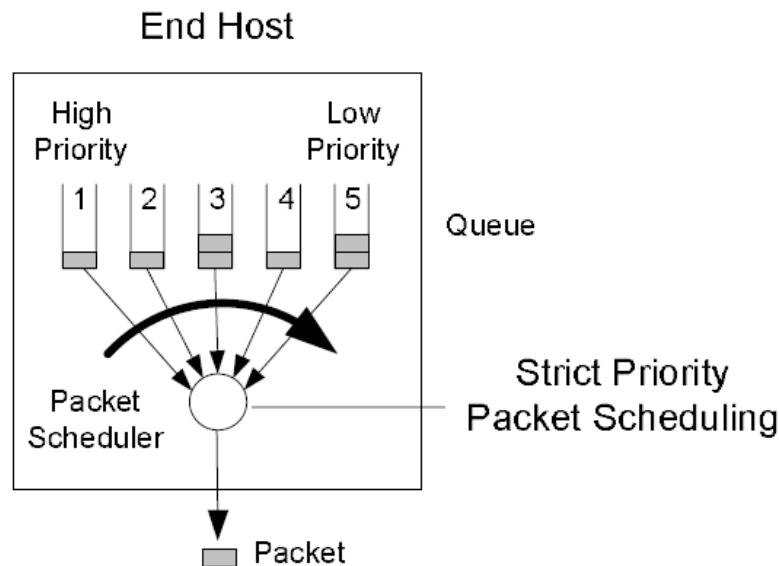 End Host
High
Priority
Low
Priority
1 2 3 4 5
Queue
Packet
Scheduler
Strict Priority
Packet Scheduling
Packet